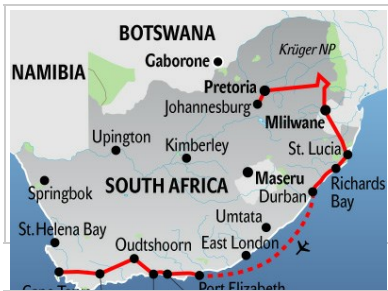 BOTSWANA
Gaborone
Krüger NP
NAMIBIA
Pretoria
Johannesburg
Mlilwane
Upington
Kimberley
St. Lucia
Maseru
SOUTH AFRICA
Richards
Bay
Durban
Springbok
Umtata
St. Helena Bay
Oudtshoorn
East London
Port Elizabeth